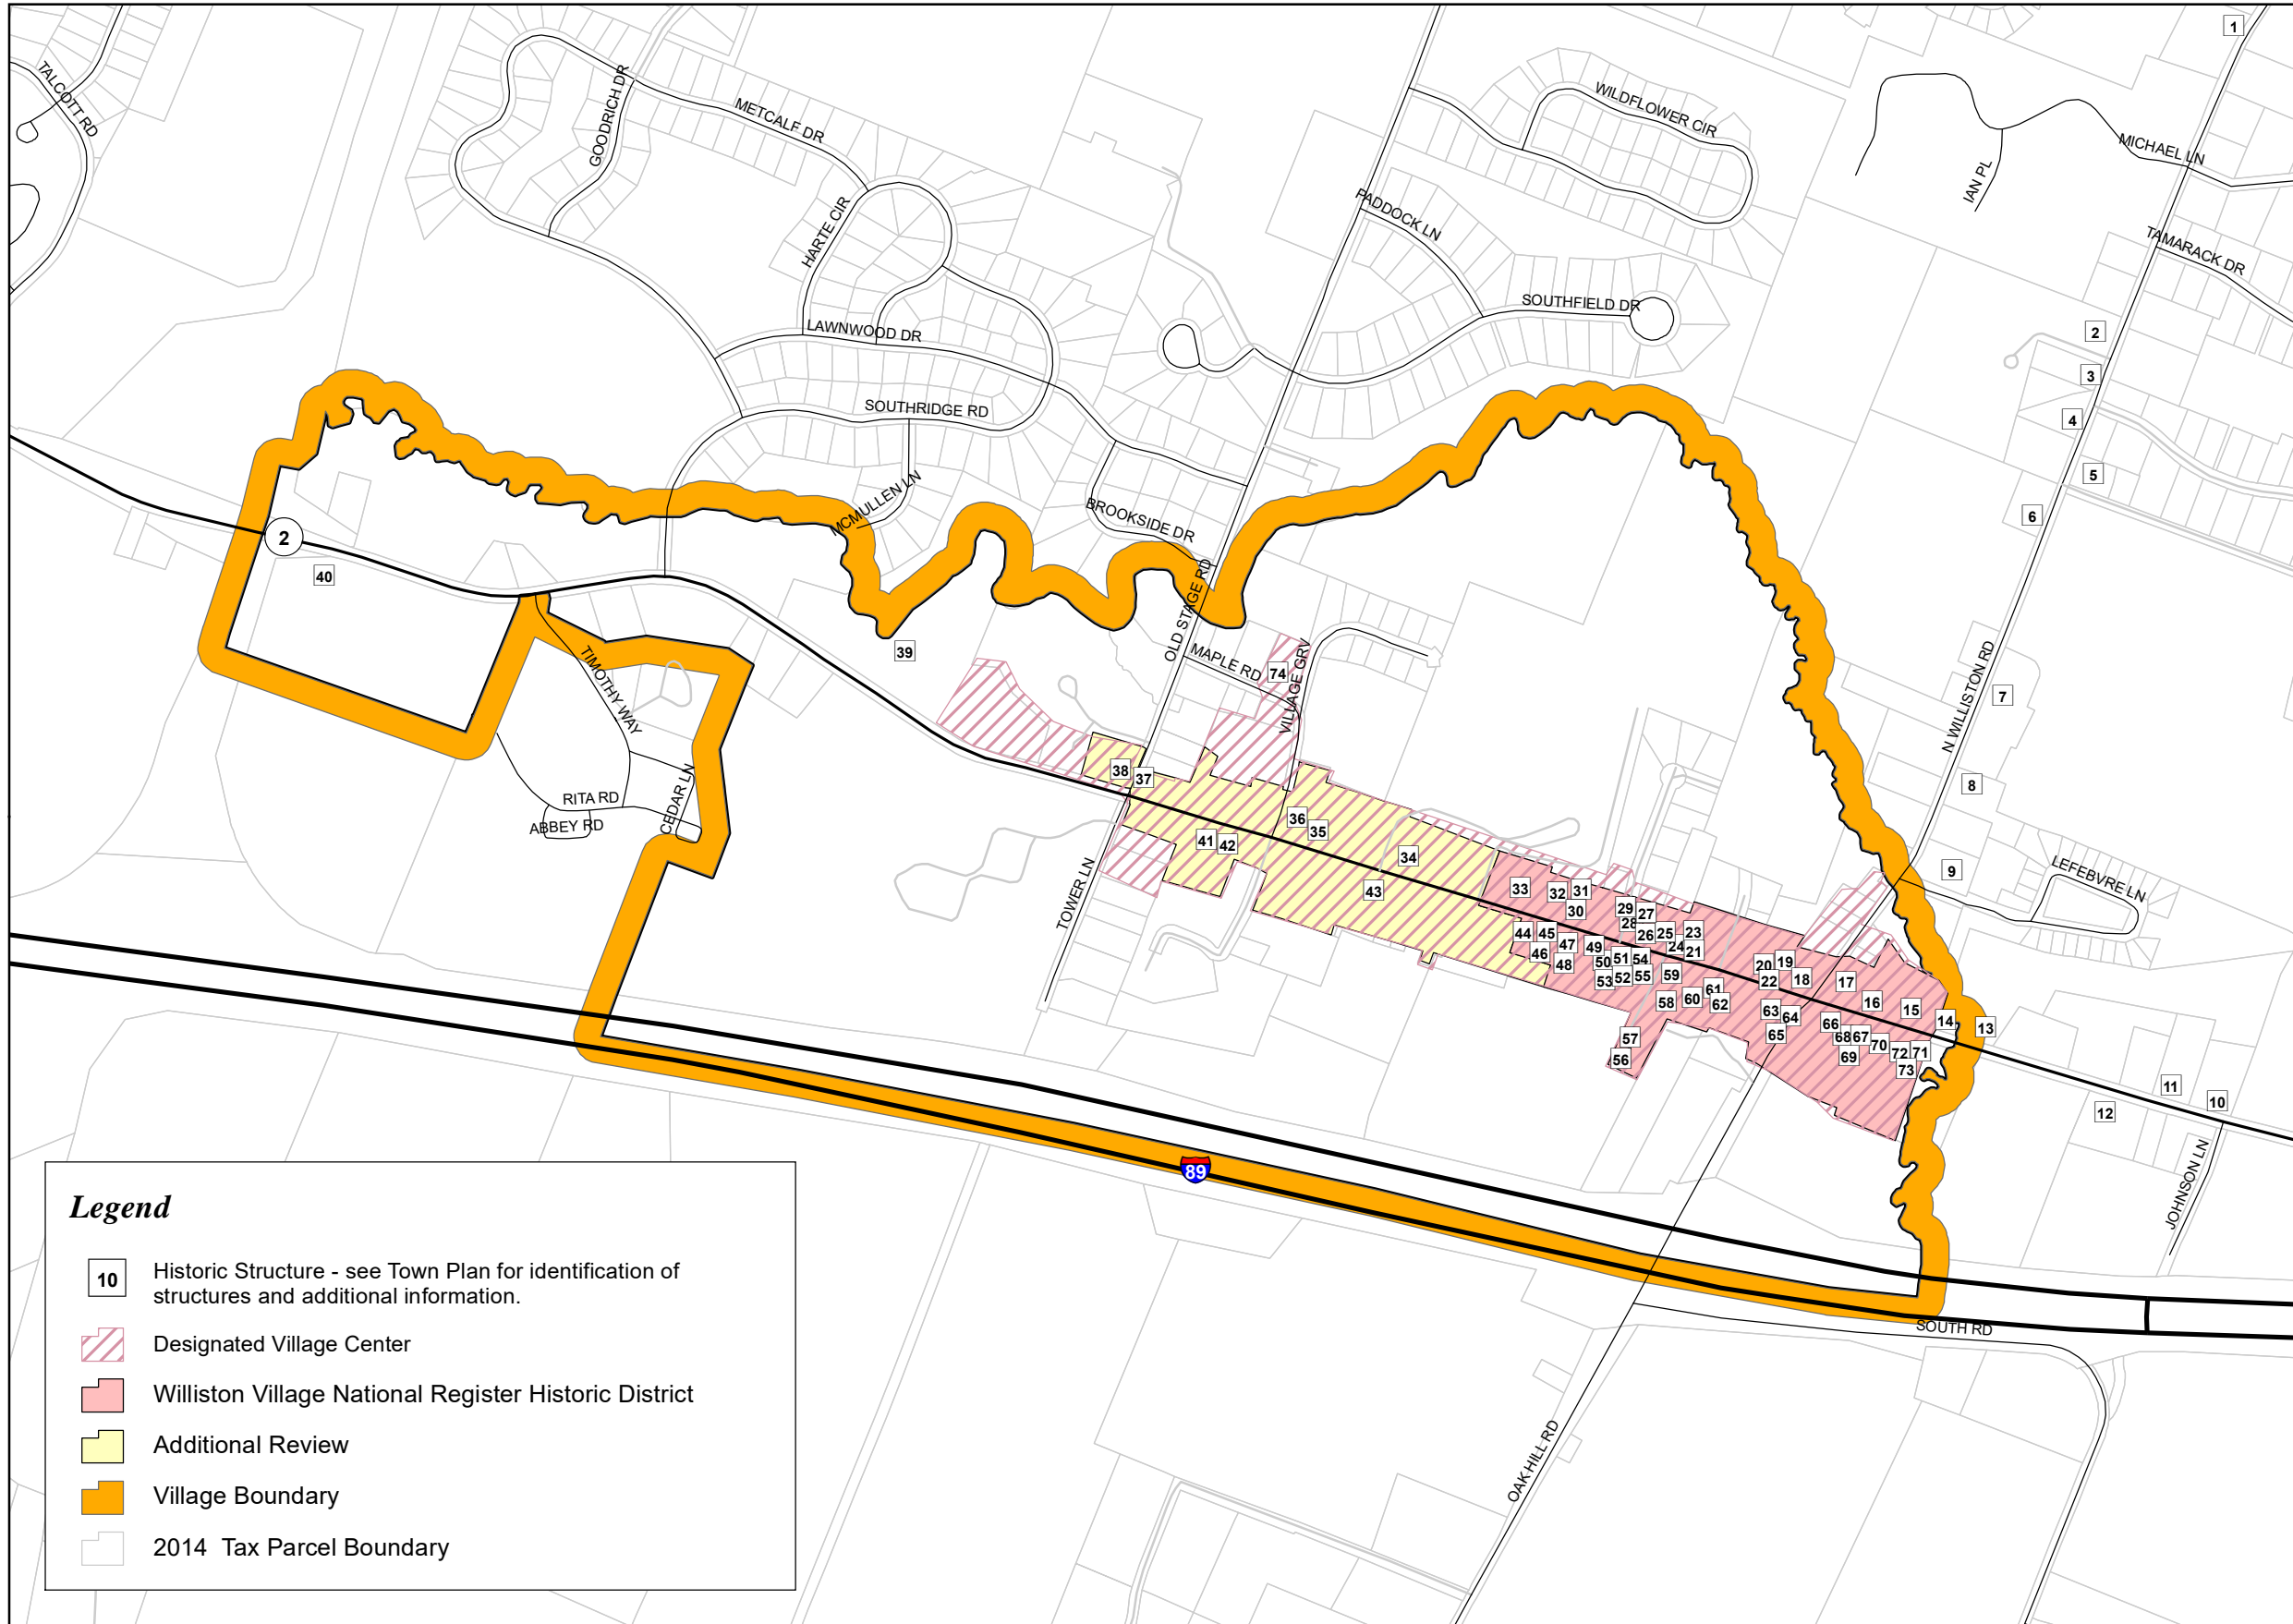 1
TALCOTT RD
GOODRICH DR
METCALF DR
WILDFLOWER CIR
MICHAEL LN
IAN PL
HARTE CIR
PADDOCK LN
TAMARACK DR
SOUTHFIELD DR
LAWNWOOD DR
2
3
SOUTHRIDGE RD
4
5
MCMULLEN LN
BROOKSIDE DR
6
2
40
OLD STAGE RD
39
MAPLE RD
74
VILLAGE GRV
TIMOTHY WAY
N WILLISTON RD
7
38
37
8
RITA RD
CEDAR LN
ABBEY RD
36
35
41
42
34
43
TOWER LN
9
LEFEBVRE LN
33
32
31
30
29
27
28
26
25
23
24
21
44
45
47
46
48
49
50
51
54
53
52
55
59
58
60
61
62
57
56
20
19
22
18
17
16
15
14
13
63
64
65
66
68
67
69
70
72
71
73
11
10
12
JOHNSON LN
89
SOUTH RD
OAK HILL RD
Legend
10
Historic Structure - see Town Plan for identification of
structures and additional information.
Designated Village Center
Williston Village National Register Historic District
Additional Review
Village Boundary
2014 Tax Parcel Boundary